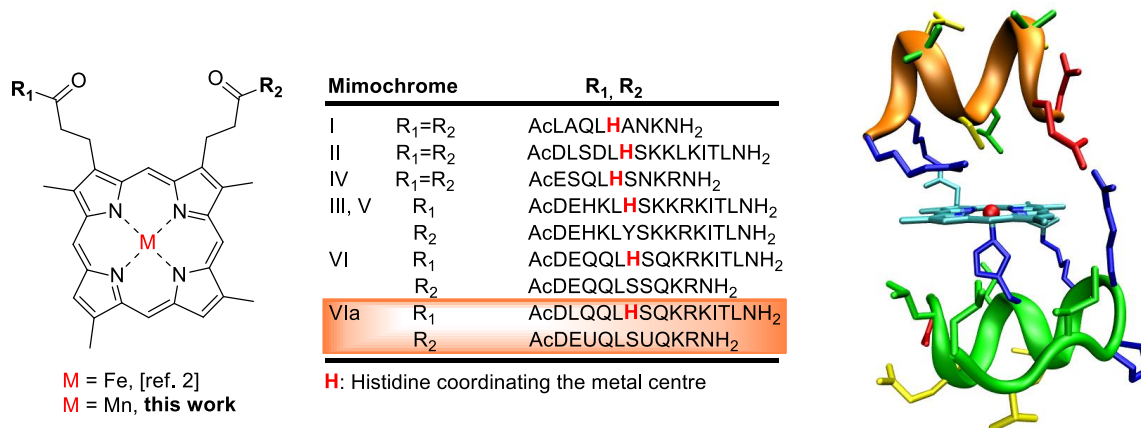 R1 O O R2
N N
M
N N
M = Fe, [ref. 2]
M = Mn, this work
Mimochrome R1, R2
I R1=R2 AcLAQLHANKNH2
II R1=R2 AcDLSDLHSKKLKITLNH2
IV R1=R2 AcESQLHSNKRNH2
III, V R1 AcDEHKLHSKKRKITLNH2
R2 AcDEHKLYSKKRKITLNH2
VI R1 AcDEQQLHSQKRKITLNH2
R2 AcDEQQLSSQKRNH2
VIa R1 AcDLQQLHSQKRKITLNH2
R2 AcDEUQLSUQKRNH2
H: Histidine coordinating the metal centre